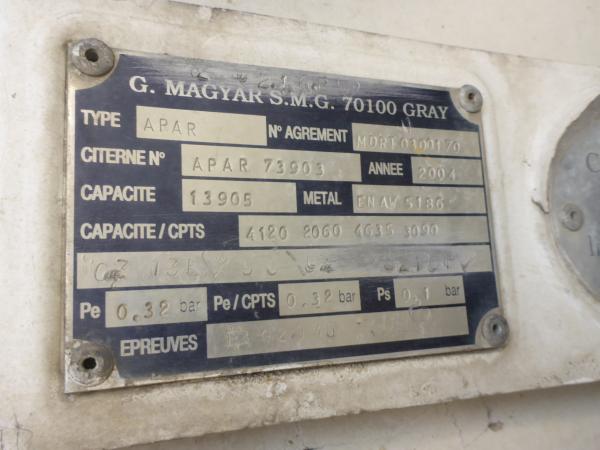 G. MAGYAR S.M.G. 70100 GRAY
TYPE APAR N° AGREMENT
CITERNE N° APAR 73903 ANNEE 2004
CAPACITE 13905 METAL EN AW 5186
CAPACITE / CPTS 4120 2060 4635 3090
Pe 0.32 bar Pe / CPTS 0.32 bar Ps 0.1 bar
EPREUVES